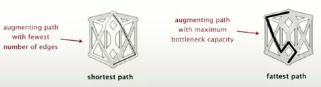 augmenting path
with fewest
number of edges
shortest path
augmenting path
with maximum
bottleneck capacity
fattest path